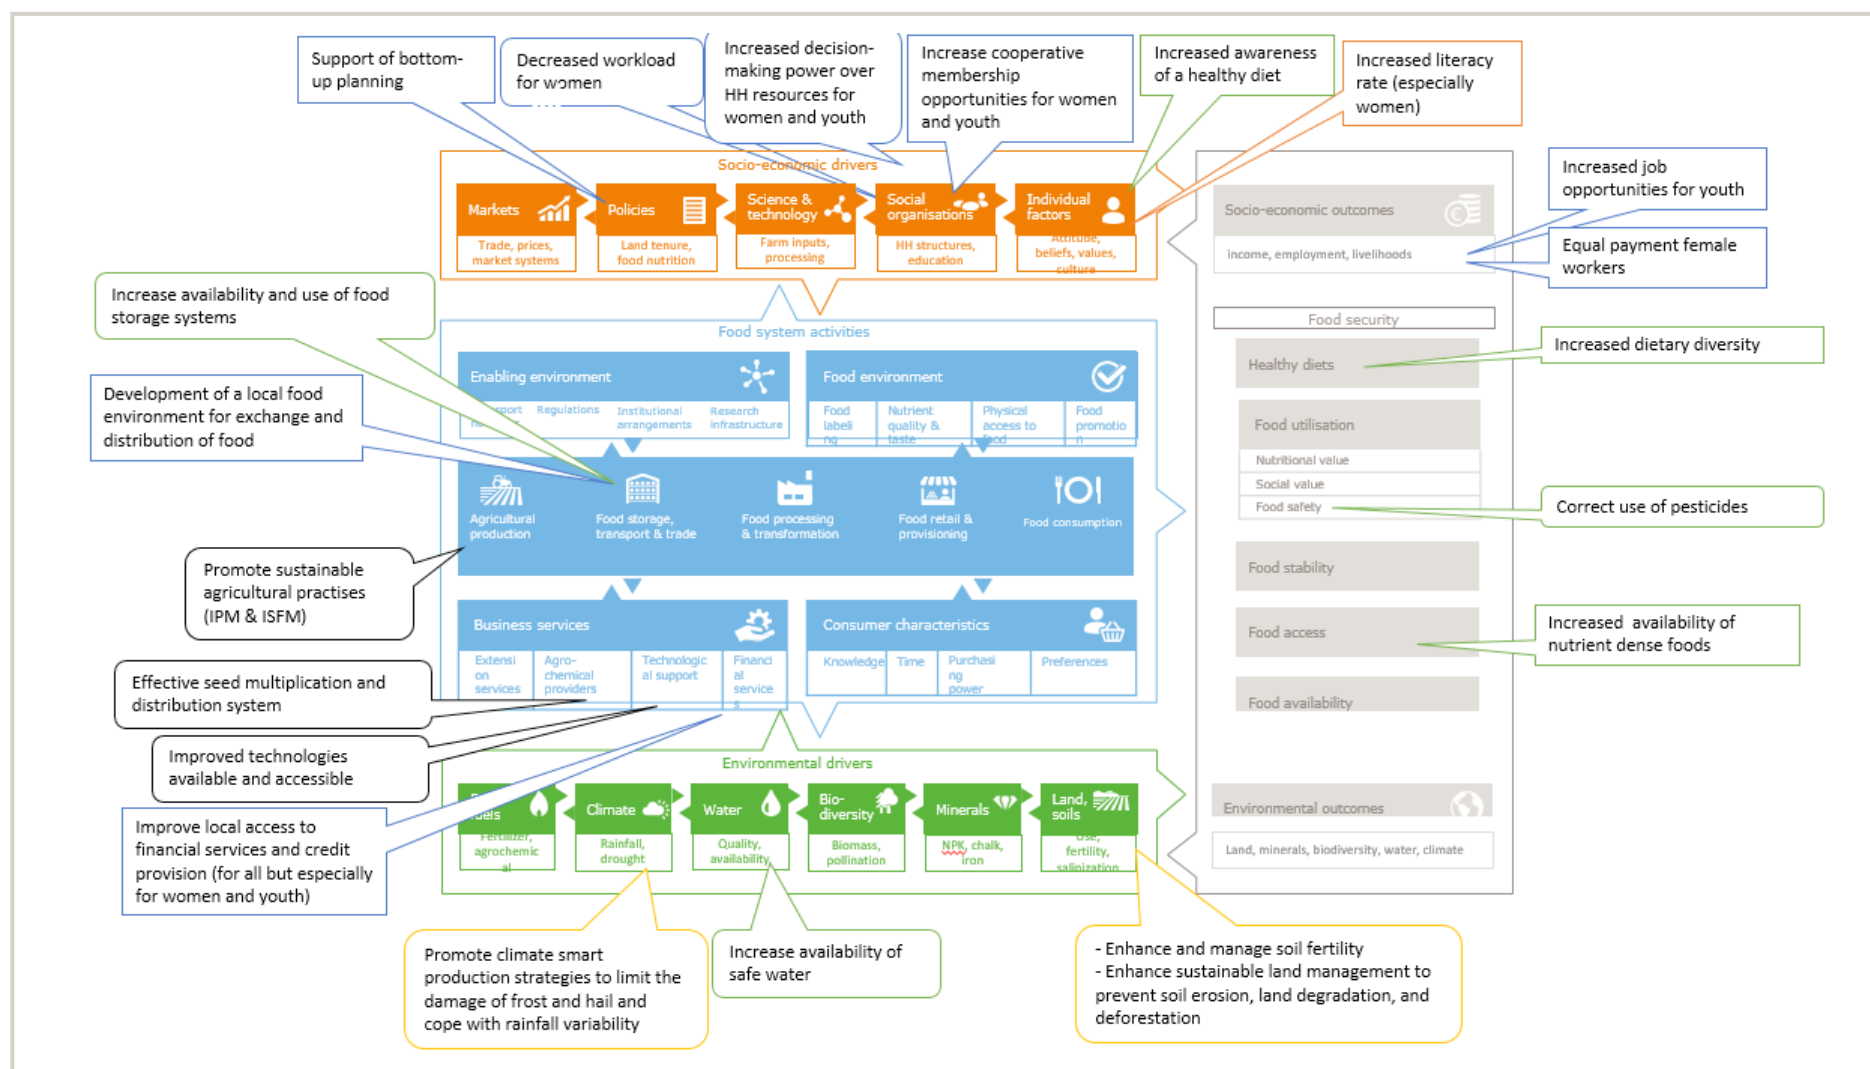 Support of bottom-
up planning
Decreased workload
for women
Increased decision-
making power over
HH resources for
women and youth
Increase cooperative
membership
opportunities for women
and youth
Increased awareness
of a healthy diet
Increased literacy
rate (especially
women)
Socio-economic drivers
Markets
Trade, prices,
market systems
Policies
Land tenure,
food nutrition
Science &
technology
Farm inputs,
processing
Social
organisations
HH structures,
education
Individual
factors
Attitude,
beliefs, values,
culture
Socio-economic outcomes
income, employment, livelihoods
Increased job
opportunities for youth
Equal payment female
workers
Increase availability and use of food
storage systems
Development of a local food
environment for exchange and
distribution of food
Food system activities
Enabling environment
Regulations
Institutional
arrangements
Research
infrastructure
Food environment
Food
labeli
ng
Nutrient
quality &
taste
Physical
access to
food
Food
promotio
n
Agricultural
production
Food storage,
transport & trade
Food processing
& transformation
Food retail &
provisioning
Food consumption
Food security
Healthy diets
Increased dietary diversity
Food utilisation
Nutritional value
Social value
Food safety
Correct use of pesticides
Food stability
Food access
Increased availability of
nutrient dense foods
Food availability
Promote sustainable
agricultural practises
(IPM & ISFM)
Business services
Extensi
on
services
Agro-
chemical
providers
Technologic
al support
Financi
al
service
s
Consumer characteristics
Knowledge
Time
Purchasi
ng
power
Preferences
Effective seed multiplication and
distribution system
Improved technologies
available and accessible
Improve local access to
financial services and credit
provision (for all but especially
for women and youth)
Environmental drivers
fuels
Fertilizer,
agrochemic
al
Climate
Rainfall,
drought
Water
Quality,
availability
Bio-
diversity
Biomass,
pollination
Minerals
NPK, chalk,
iron
Land,
soils
Use,
fertility,
salinization
Environmental outcomes
Land, minerals, biodiversity, water, climate
Promote climate smart
production strategies to limit the
damage of frost and hail and
cope with rainfall variability
Increase availability of
safe water
- Enhance and manage soil fertility
- Enhance sustainable land management to
prevent soil erosion, land degradation, and
deforestation